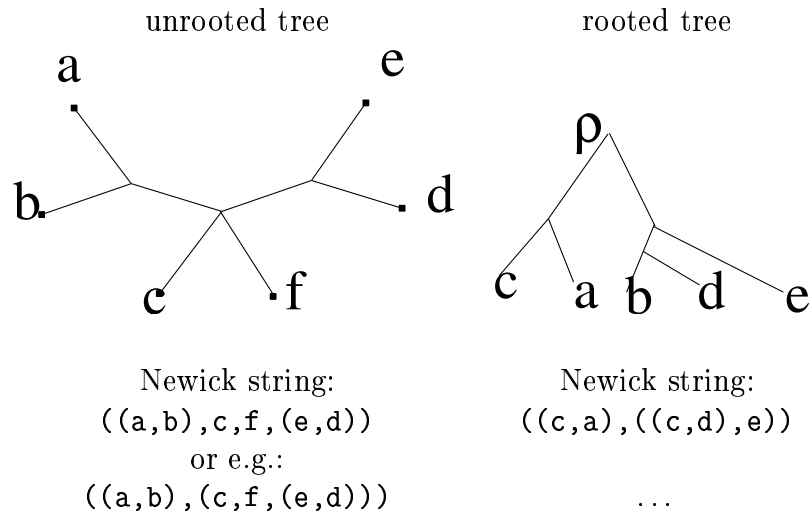 unrooted tree
a
e
b
d
c
f
Newick string:
((a,b),c,f,(e,d))
or e.g.:
((a,b),(c,f,(e,d)))
rooted tree
ρ
c
a
b
d
e
Newick string:
((c,a),((c,d),e))
...